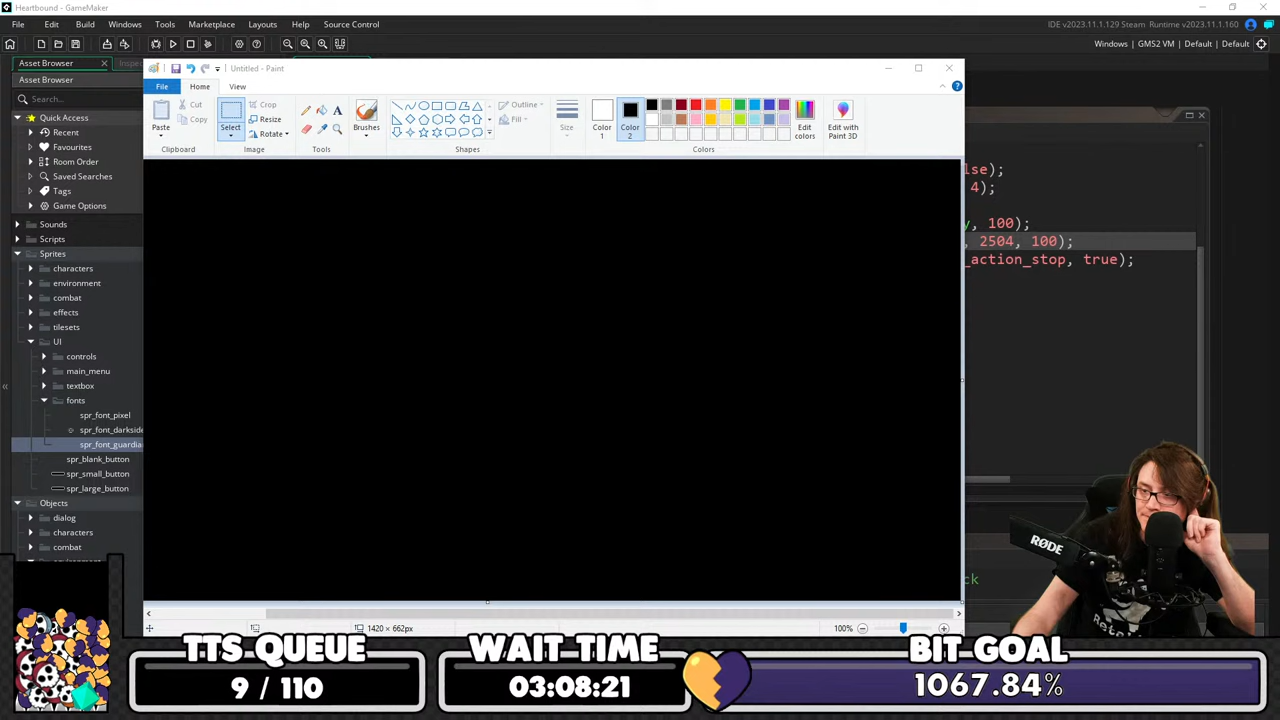 Heartbound - GameMaker
File Edit Build Windows Tools Marketplace Layouts Help Source Control
IDE v2023.11.1.129 Steam Runtime v2023.11.1.160
Windows | GMS2 VM | Default | Default
Asset Browser
Asset Browser
Search...
Quick Access
Recent
Favourites
Room Order
Saved Searches
Tags
Game Options
Sounds
Scripts
Sprites
characters
environment
combat
effects
tilesets
UI
controls
main_menu
textbox
fonts
spr_font_pixel
spr_font_darkside
spr_font_guardia
spr_blank_button
spr_small_button
spr_large_button
Objects
dialog
characters
combat
Untitled - Paint
File Home View
Paste
Cut
Copy
Clipboard
Select
Crop
Resize
Rotate
Image
A
Tools
Brushes
Outline
Fill
Shapes
Size
Color 1
Color 2
Edit colors
Colors
Edit with Paint 3D
lse);
4);
y, 100);
, 2504, 100);
_action_stop, true);
ck
1420 × 662px
100%
RØDE
TTS QUEUE
9 / 110
WAIT TIME
03:08:21
BIT GOAL
1067.84%